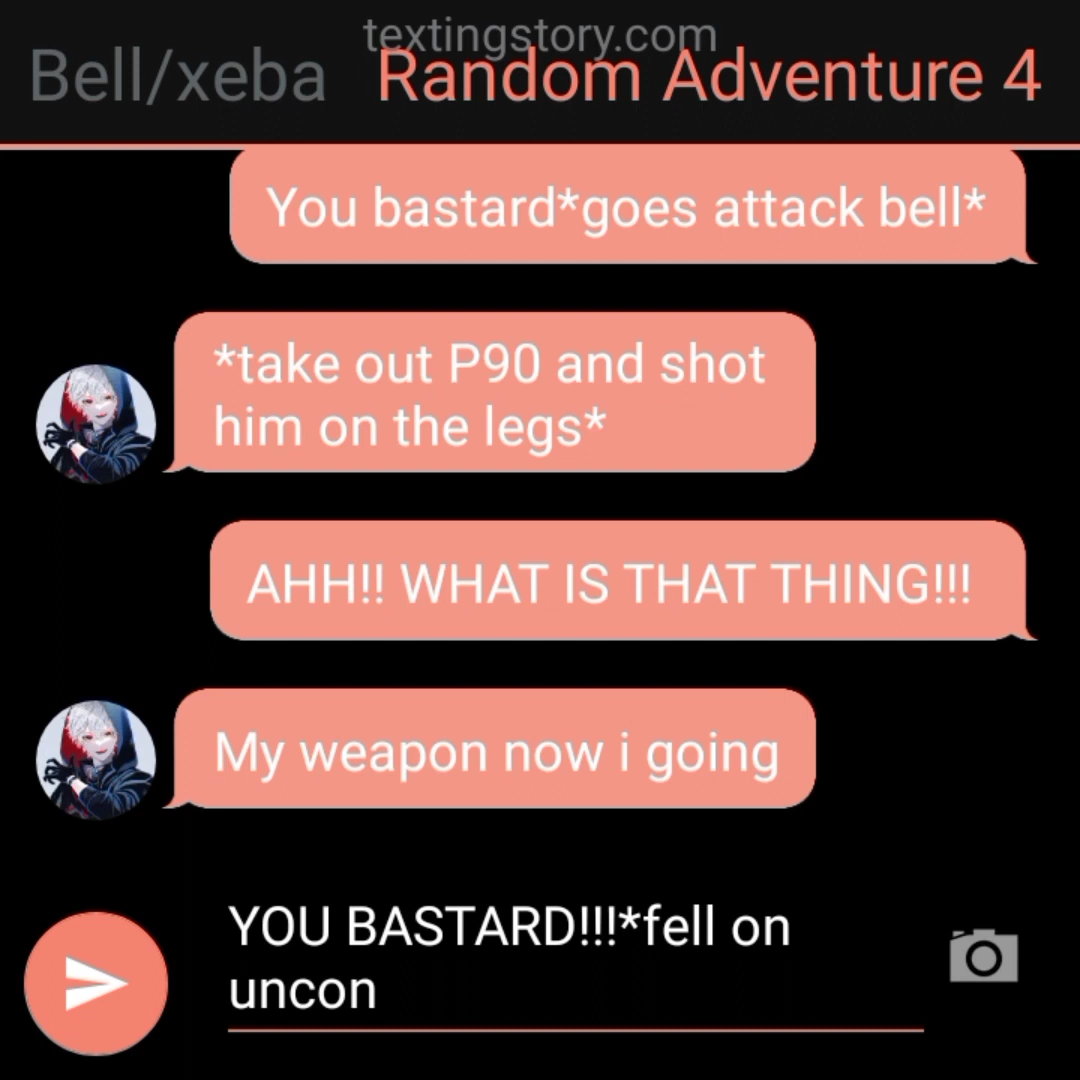 textingstory.com
Bell/xeba Random Adventure 4
You bastard*goes attack bell*
*take out P90 and shot
him on the legs*
AHH!! WHAT IS THAT THING!!!
My weapon now i going
YOU BASTARD!!!*fell on
uncon